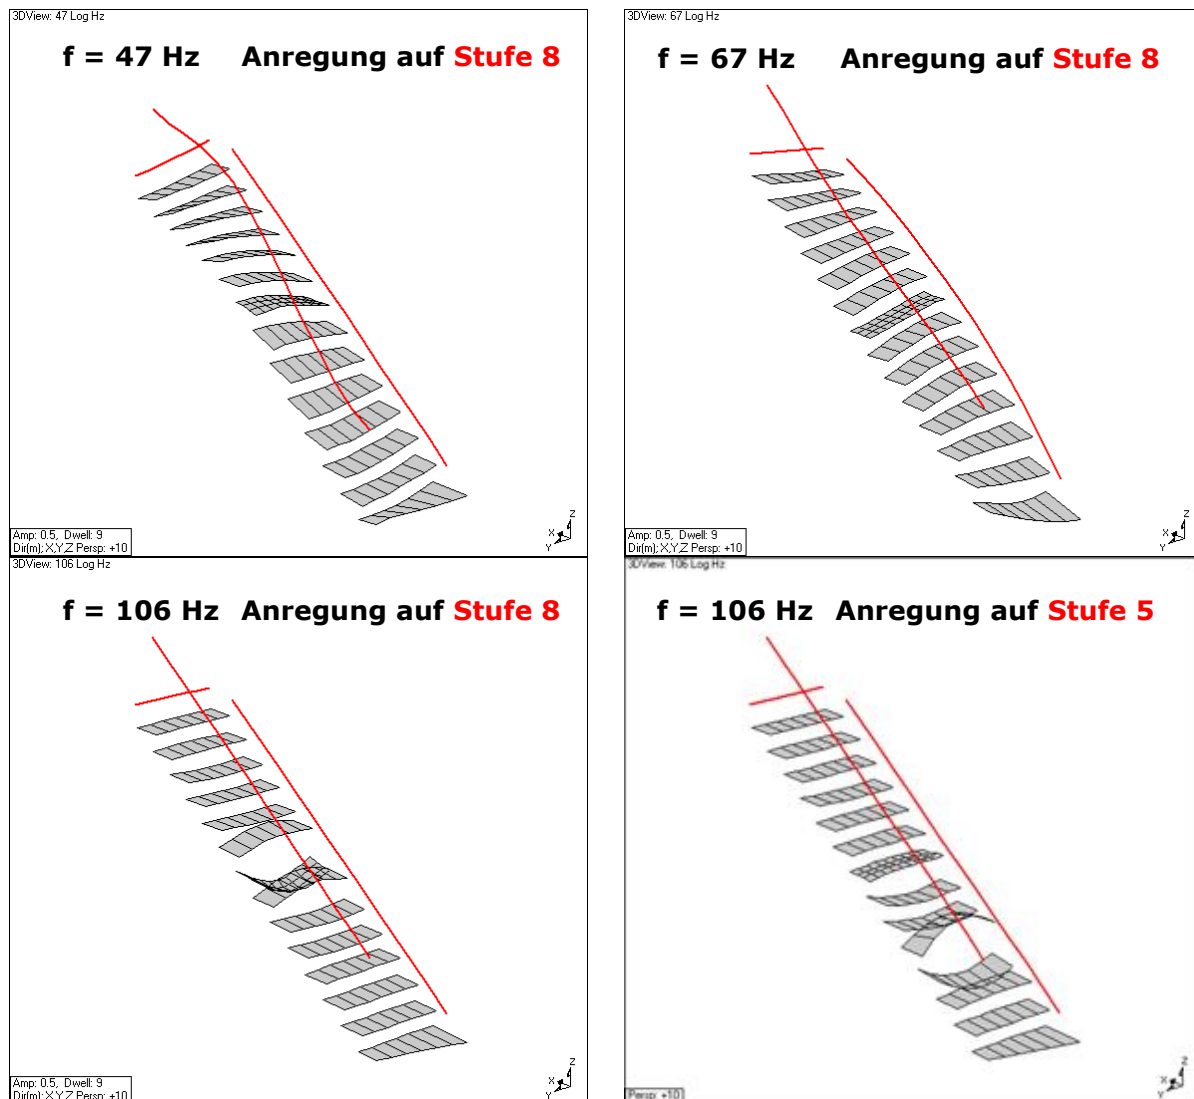 3DView: 47 Log Hz
f = 47 Hz Anregung auf Stufe 8
Z
X
Y
Amp: 0.5, Dwell: 9
Dir(m);X,Y,Z Persp: +10
3DView: 67 Log Hz
f = 67 Hz Anregung auf Stufe 8
Z
X
Y
Amp: 0.5, Dwell: 9
Dir(m);X,Y,Z Persp: +10
3DView: 106 Log Hz
f = 106 Hz Anregung auf Stufe 8
Z
X
Y
Amp: 0.5, Dwell: 9
Dir(m);X,Y,Z Persp: +10
3DView: 106 Log Hz
f = 106 Hz Anregung auf Stufe 5
Z
X
Y
Persp: +10